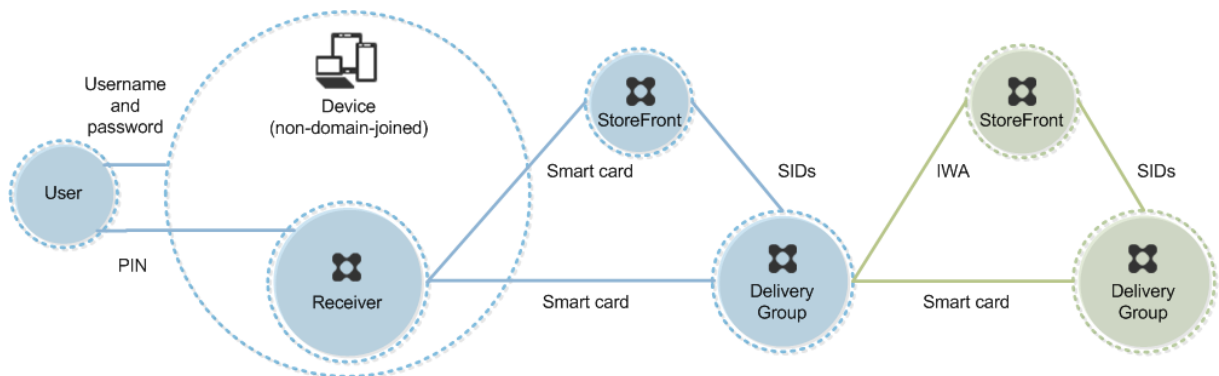 Username
and
password
Device
(non-domain-joined)
User
PIN
Receiver
StoreFront
Smart card
SIDs
Smart card
Delivery
Group
StoreFront
IWA
SIDs
Smart card
Delivery
Group